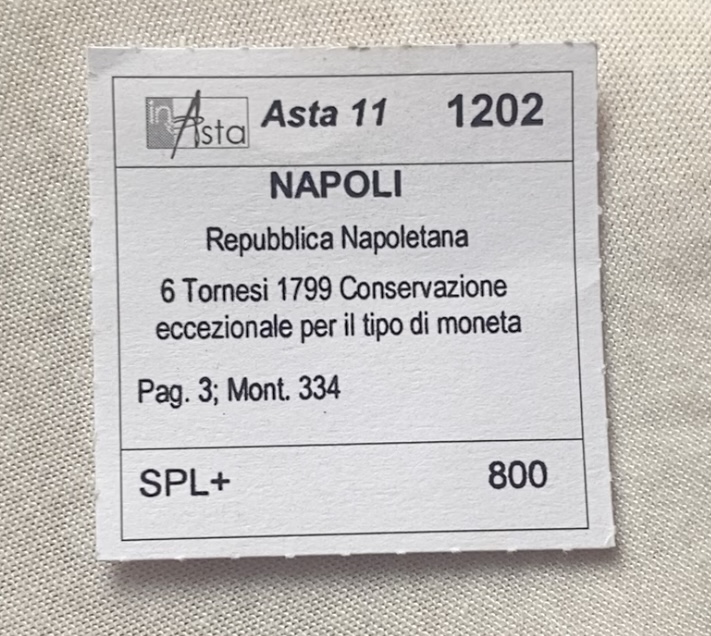 inAsta Asta 11 1202
NAPOLI
Repubblica Napoletana
6 Tornesi 1799 Conservazione
eccezionale per il tipo di moneta
Pag. 3; Mont. 334
SPL+ 800